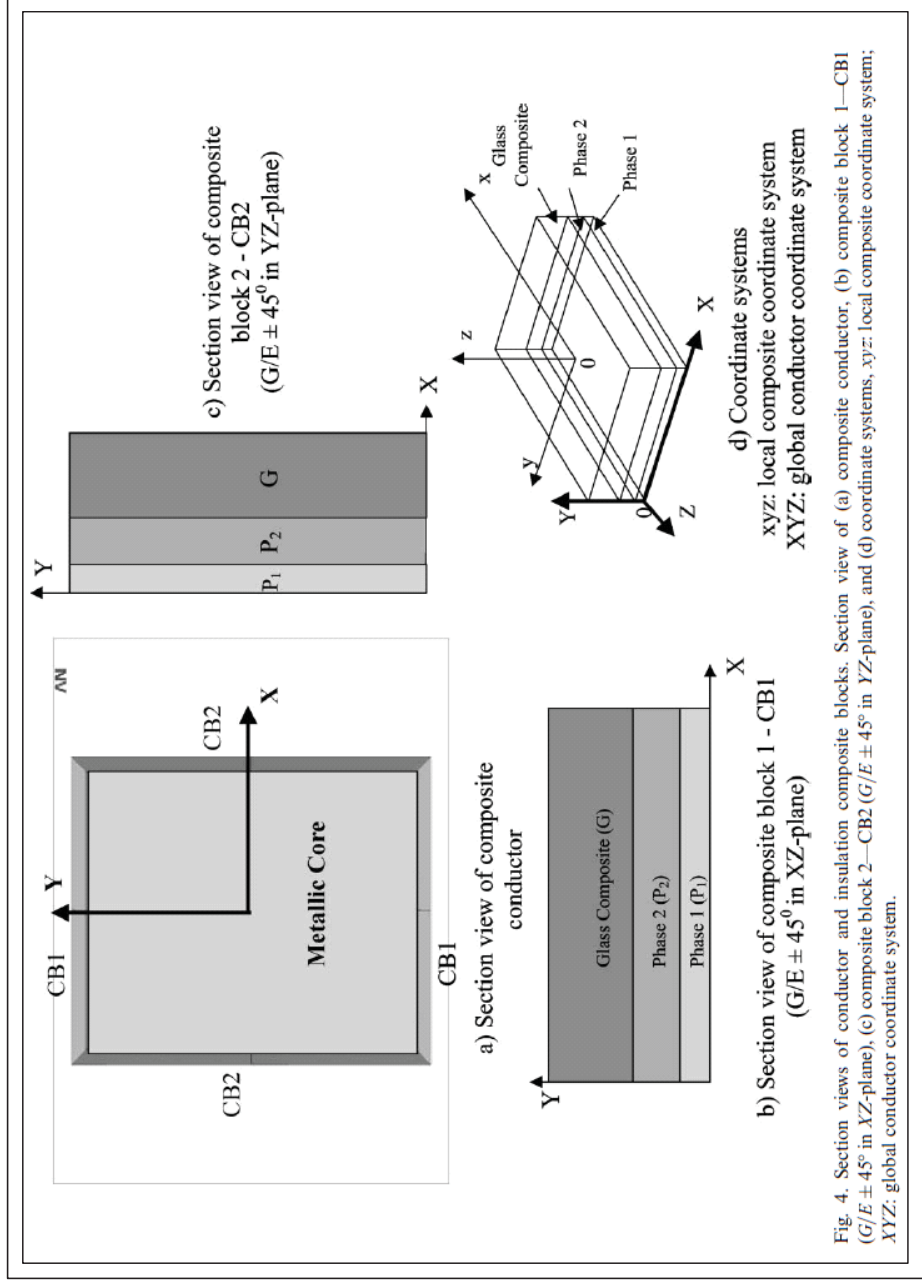 NV
Y
CB1
CB2
Metallic Core
CB2
X
CB1
a) Section view of composite
conductor
Y
P₁
P₂
G
X
c) Section view of composite
block 2 - CB2
(G/E ± 45⁰ in YZ-plane)
Y
Glass Composite (G)
Phase 2 (P₂)
Phase 1 (P₁)
X
b) Section view of composite block 1 - CB1
(G/E ± 45⁰ in XZ-plane)
z
x
Glass
Composite
Phase 2
Phase 1
y
0
Y
0
Z
X
d) Coordinate systems
xyz: local composite coordinate system
XYZ: global conductor coordinate system
Fig. 4. Section views of conductor and insulation composite blocks. Section view of (a) composite conductor, (b) composite block 1—CB1
(G/E ± 45° in XZ-plane), (c) composite block 2—CB2 (G/E ± 45° in YZ-plane), and (d) coordinate systems, xyz: local composite coordinate system;
XYZ: global conductor coordinate system.